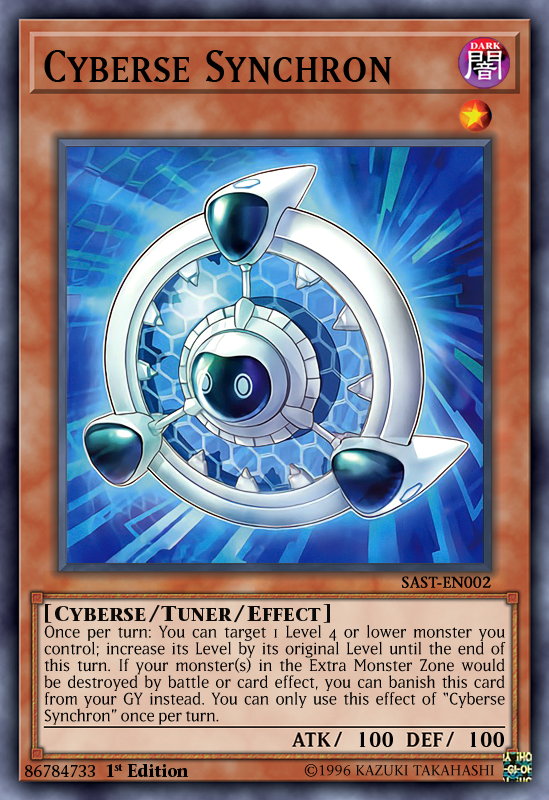 Cyberse Synchron
DARK
闇
SAST-EN002
[Cyberse/Tuner/Effect]
Once per turn: You can target 1 Level 4 or lower monster you
control; increase its Level by its original Level until the end of
this turn. If your monster(s) in the Extra Monster Zone would
be destroyed by battle or card effect, you can banish this card
from your GY instead. You can only use this effect of "Cyberse
Synchron" once per turn.
ATK/ 100 DEF/ 100
86784733 1st Edition ©1996 KAZUKI TAKAHASHI